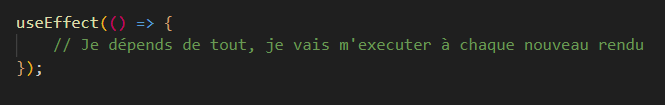 useEffect(() => {
// Je dépends de tout, je vais m'executer à chaque nouveau rendu
});